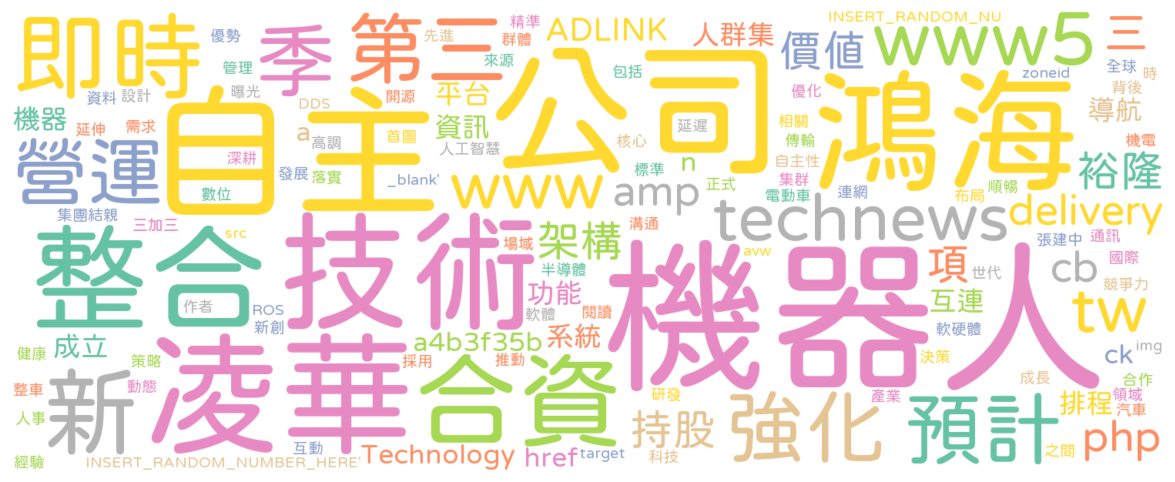 即時
優勢
管理
資料
設計
曝光
季
DDS
第三
開源
先進
精準
群體
來源
平台
ADLINK
包括
人群集
價值
INSERT_RANDOM_NU
www5
三
全球
zoneid
背後
時
機器
延伸
需求
營運
自主
深耕
數位
a
高調
首圖
資訊
人工智慧
公司
核心
延遲
標準
n
優化
相關
傳輸
自主性
集群
電動車
鴻海
導航
機電
裕隆
發展
落實
_blank'
www
amp
正式
連網
布局
順暢
集團結親
三加三
src
technews
delivery
張建中
通訊
國際
整合
作者
ROS
新創
技術
場域
架構
溝通
半導體
功能
軟體
閱讀
系統
a4b3f35b
機器人
avw
項
世代
互連
軟硬體
cb
競爭力
tw
ck
img
健康
成立
策略
整車
動態
人事
新
經驗
凌華
採用
推動
合資
決策
成長
合作
產業
領域
汽車
研發
持股
強化
預計
排程
php
之間
互動
INSERT_RANDOM_NUMBER_HERE'
Technology
href
target
科技